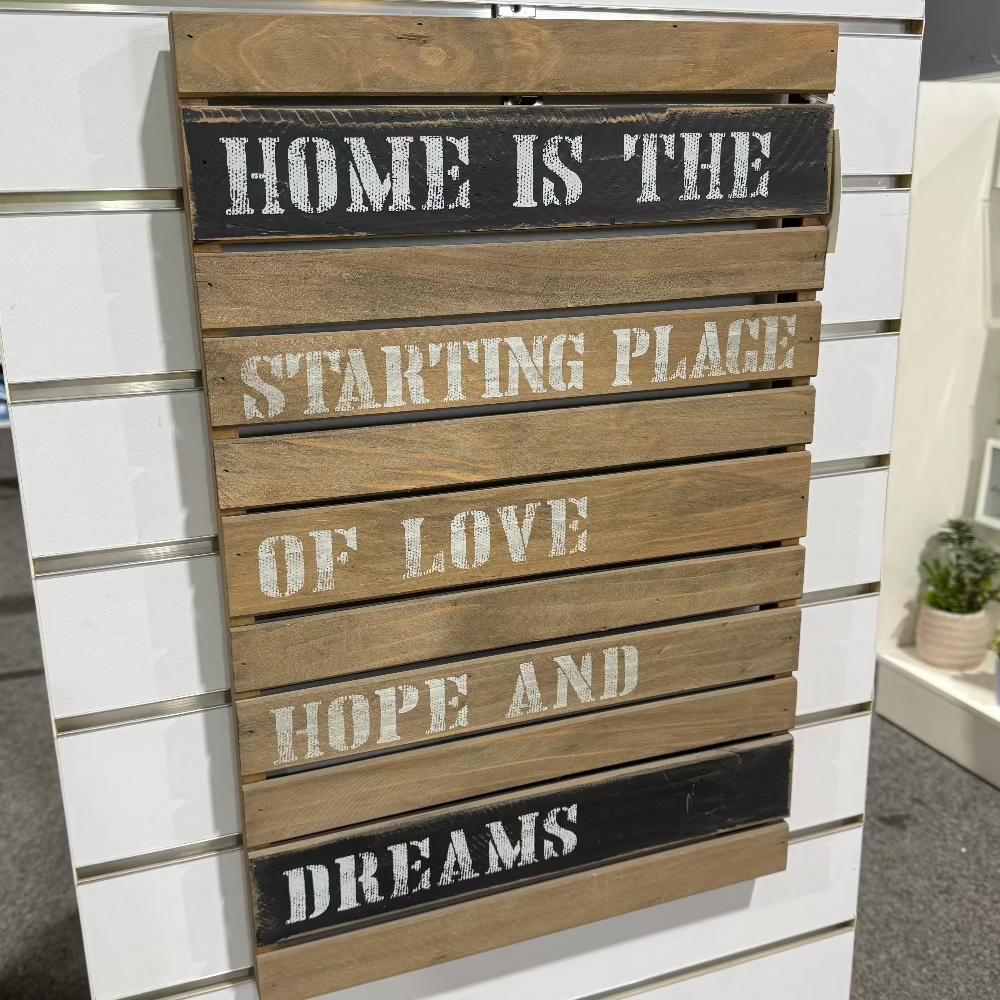 HOME IS THE
STARTING PLACE
OF LOVE
HOPE AND
DREAMS